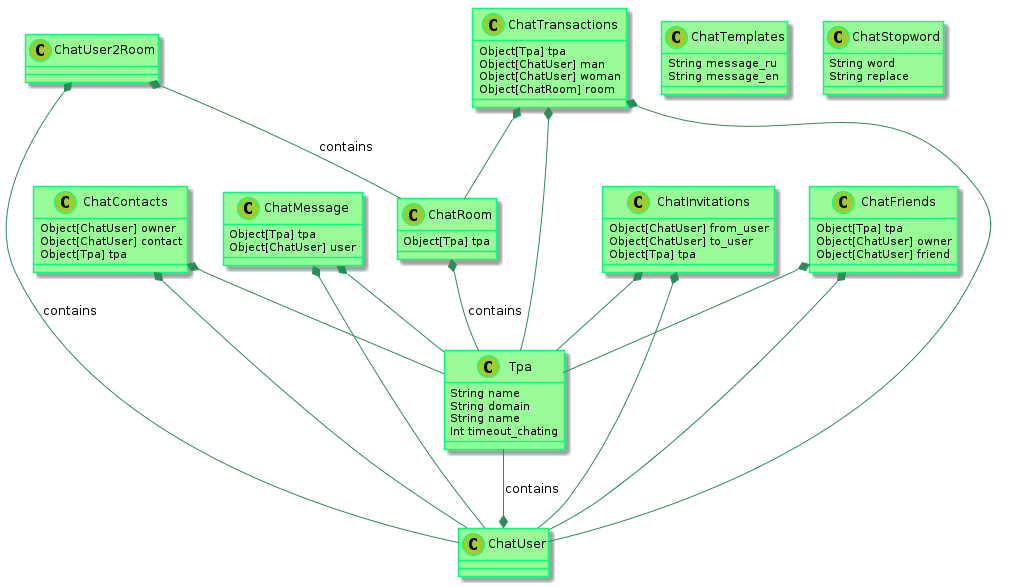 C ChatUser2Room
C ChatTransactions
Object[Tpa] tpa
Object[ChatUser] man
Object[ChatUser] woman
Object[ChatRoom] room
C ChatTemplates
String message_ru
String message_en
C ChatStopword
String word
String replace
contains
C ChatContacts
Object[ChatUser] owner
Object[ChatUser] contact
Object[Tpa] tpa
C ChatMessage
Object[Tpa] tpa
Object[ChatUser] user
C ChatRoom
Object[Tpa] tpa
C ChatInvitations
Object[ChatUser] from_user
Object[ChatUser] to_user
Object[Tpa] tpa
C ChatFriends
Object[Tpa] tpa
Object[ChatUser] owner
Object[ChatUser] friend
contains
contains
C Tpa
String name
String domain
String name
Int timeout_chating
contains
C ChatUser